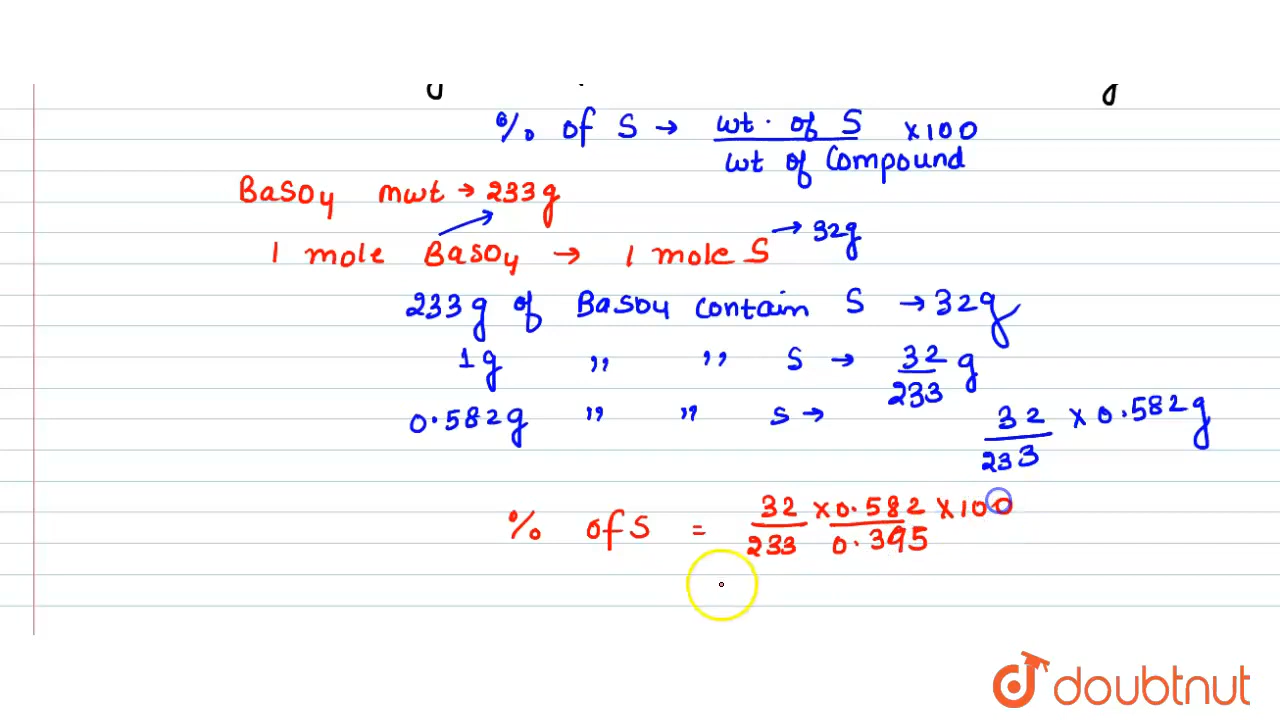 % of S → wt. of S × 100
wt of Compound
BaSO4 mwt → 233g
1 mole BaSO4 → 1 mole S → 32g
233g of BaSO4 contain S → 32g
1g ,, ,, S → 32/233 g
0.582g ,, ,, S → 32/233 × 0.582g
% of S = 32/233 × 0.582/0.395 × 100
doubtnut